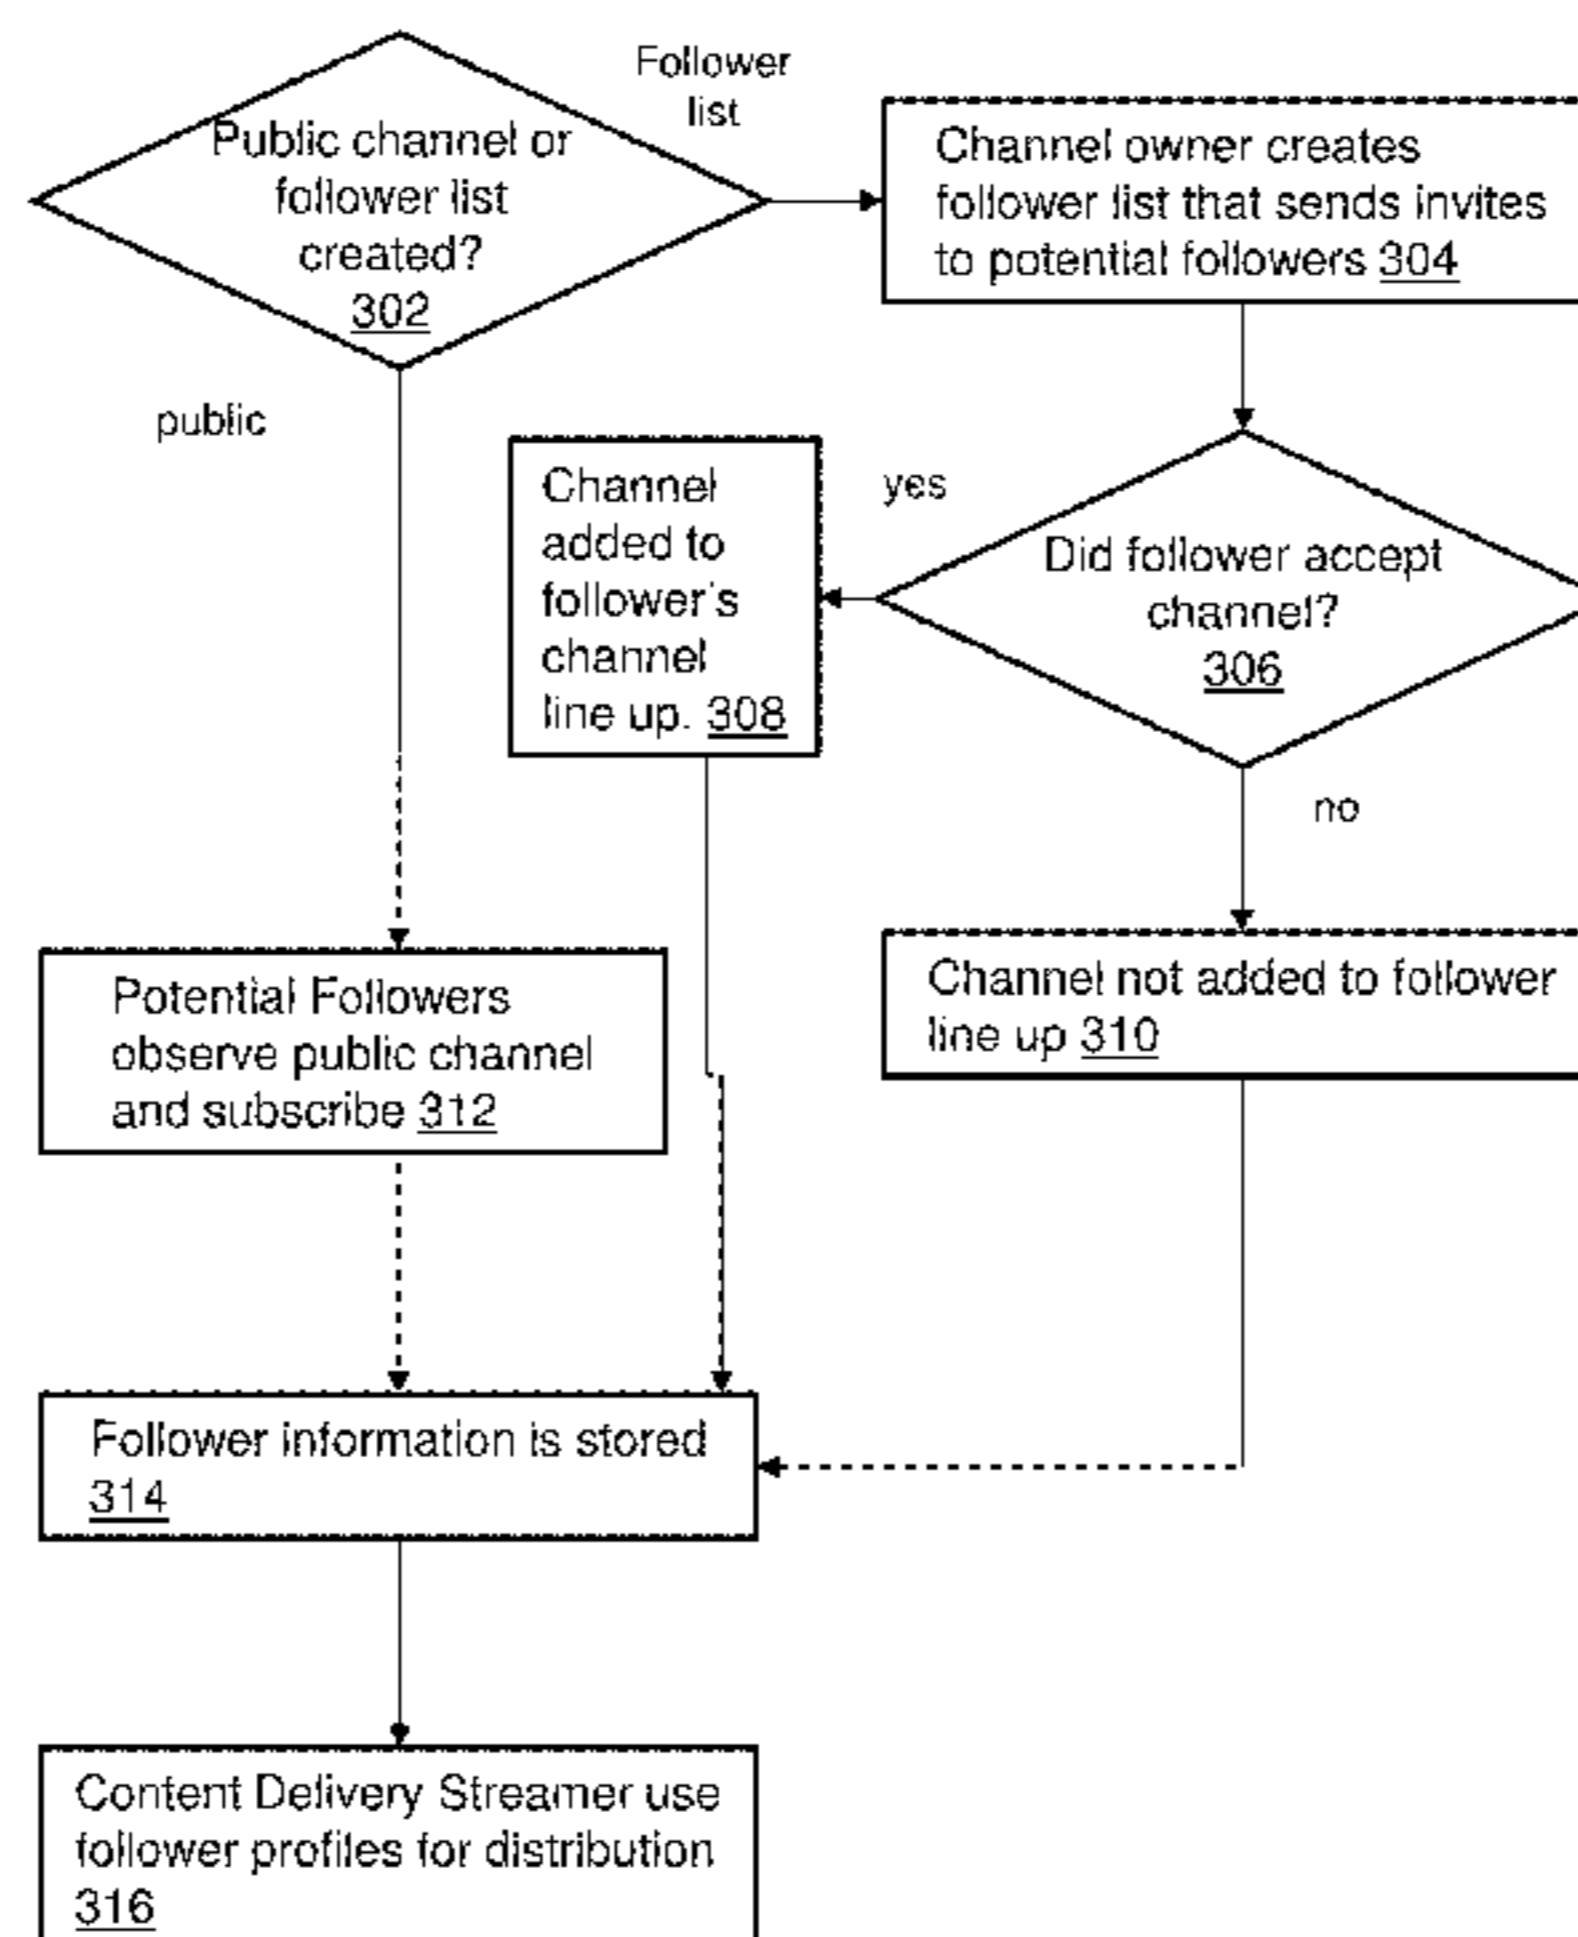 Follower
list
Public channel or
follower list
created?
302
Channel owner creates
follower list that sends invites
to potential followers 304
public
Channel
added to
follower's
channel
line up. 308
yes
Did follower accept
channel?
306
no
Potential Followers
observe public channel
and subscribe 312
Channel not added to follower
line up 310
Follower information is stored
314
Content Delivery Streamer use
follower profiles for distribution
316